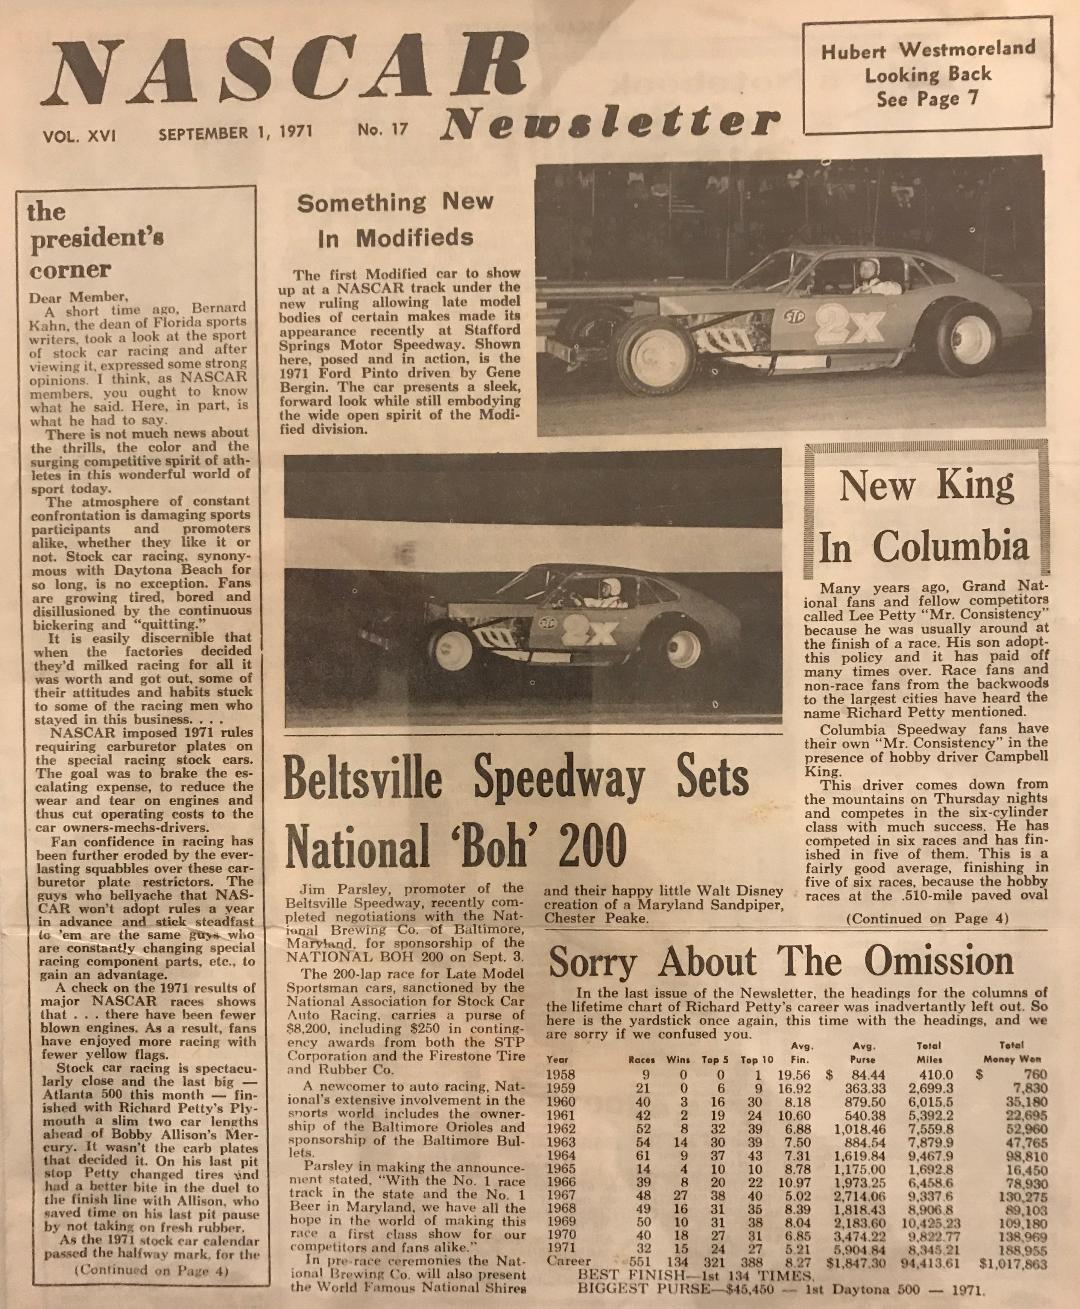 NASCAR
Newsletter
VOL. XVI SEPTEMBER 1, 1971 No. 17
Hubert Westmoreland
Looking Back
See Page 7
the
president's
corner
Dear Member,
A short time ago, Bernard
Kahn, the dean of Florida sports
writers, took a look at the sport
of stock car racing and after
viewing it, expressed some strong
opinions. I think, as NASCAR
members, you ought to know
what he said. Here, in part, is
what he had to say.
There is not much news about
the thrills, the color and the
surging competitive spirit of ath-
letes in this wonderful world of
sport today.
The atmosphere of constant
confrontation is damaging sports
participants and promoters
alike, whether they like it or
not. Stock car racing, synony-
mous with Daytona Beach for
so long, is no exception. Fans
are growing tired, bored and
disillusioned by the continuous
bickering and "quitting."
It is easily discernible that
when the factories decided
they'd milked racing for all it
was worth and got out, some of
their attitudes and habits stuck
to some of the racing men who
stayed in this business. . . .
NASCAR imposed 1971 rules
requiring carburetor plates on
the special racing stock cars.
The goal was to brake the es-
calating expense, to reduce the
wear and tear on engines and
thus cut operating costs to the
car owners-mechs-drivers.
Fan confidence in racing has
been further eroded by the ever-
lasting squabbles over these car-
buretor plate restrictors. The
guys who bellyache that NAS-
CAR won't adopt rules a year
in advance and stick steadfast
to 'em are the same guys who
are constantly changing special
racing component parts, etc., to
gain an advantage.
A check on the 1971 results of
major NASCAR races shows
that . . . there have been fewer
blown engines. As a result, fans
have enjoyed more racing with
fewer yellow flags.
Stock car racing is spectacu-
larly close and the last big —
Atlanta 500 this month — fin-
ished with Richard Petty's Ply-
mouth a slim two car lengths
ahead of Bobby Allison's Mer-
cury. It wasn't the carb plates
that decided it. On his last pit
stop Petty changed tires and
had a better bite in the duel to
the finish line with Allison, who
saved time on his last pit pause
by not taking on fresh rubber.
As the 1971 stock car calendar
passed the halfway mark, for the
(Continued on Page 4)
Something New
In Modifieds
The first Modified car to show
up at a NASCAR track under the
new ruling allowing late model
bodies of certain makes made its
appearance recently at Stafford
Springs Motor Speedway. Shown
here, posed and in action, is the
1971 Ford Pinto driven by Gene
Bergin. The car presents a sleek,
forward look while still embodying
the wide open spirit of the Modi-
fied division.
STP 2X
STP 2X
Beltsville Speedway Sets
National 'Boh' 200
Jim Parsley, promoter of the
Beltsville Speedway, recently com-
pleted negotiations with the Nat-
ional Brewing Co. of Baltimore,
Maryland, for sponsorship of the
NATIONAL BOH 200 on Sept. 3.
The 200-lap race for Late Model
Sportsman cars, sanctioned by the
National Association for Stock Car
Auto Racing, carries a purse of
$8,200, including $250 in conting-
ency awards from both the STP
Corporation and the Firestone Tire
and Rubber Co.
A newcomer to auto racing, Nat-
ional's extensive involvement in the
sports world includes the owner-
ship of the Baltimore Orioles and
sponsorship of the Baltimore Bul-
lets.
Parsley in making the announce-
ment stated, "With the No. 1 race
track in the state and the No. 1
Beer in Maryland, we have all the
hope in the world of making this
race a first class show for our
competitors and fans alike."
In pre-race ceremonies the Nat-
ional Brewing Co. will also present
the World Famous National Shires
and their happy little Walt Disney
creation of a Maryland Sandpiper,
Chester Peake.
New King
In Columbia
Many years ago, Grand Nat-
ional fans and fellow competitors
called Lee Petty "Mr. Consistency"
because he was usually around at
the finish of a race. His son adopt-
this policy and it has paid off
many times over. Race fans and
non-race fans from the backwoods
to the largest cities have heard the
name Richard Petty mentioned.
Columbia Speedway fans have
their own "Mr. Consistency" in the
presence of hobby driver Campbell
King.
This driver comes down from
the mountains on Thursday nights
and competes in the six-cylinder
class with much success. He has
competed in six races and has fin-
ished in five of them. This is a
fairly good average, finishing in
five of six races, because the hobby
races at the .510-mile paved oval
(Continued on Page 4)
Sorry About The Omission
In the last issue of the Newsletter, the headings for the columns of
the lifetime chart of Richard Petty's career was inadvertantly left out. So
here is the yardstick once again, this time with the headings, and we
are sorry if we confused you.
Avg. Avg. Total Total
Year Races Wins Top 5 Top 10 Fin. Purse Miles Money Won
1958 9 0 0 1 19.56 $ 84.44 410.0 $ 760
1959 21 0 6 9 16.92 363.33 2,699.3 7,830
1960 40 3 16 30 8.18 879.50 6,015.5 35,180
1961 42 2 19 24 10.60 540.38 5,392.2 22,695
1962 52 8 32 39 6.88 1,018.46 7,559.8 52,960
1963 54 14 30 39 7.50 884.54 7,879.9 47,765
1964 61 9 37 43 7.31 1,619.84 9,467.9 98,810
1965 14 4 10 10 8.78 1,175.00 1,692.8 16,450
1966 39 8 20 22 10.97 1,973.25 6,458.6 78,930
1967 48 27 38 40 5.02 2,714.06 9,337.6 130,275
1968 49 16 31 35 8.39 1,818.43 8,906.8 89,103
1969 50 10 31 38 8.04 2,183.60 10,425.23 109,180
1970 40 18 27 31 6.85 3,474.22 9,822.77 138,969
1971 32 15 24 27 5.21 5,904.84 8,345.21 188,955
Career 551 134 321 388 8.27 $1,847.30 94,413.61 $1,017,863
BEST FINISH—1st 134 TIMES.
BIGGEST PURSE—$45,450 — 1st Daytona 500 — 1971.